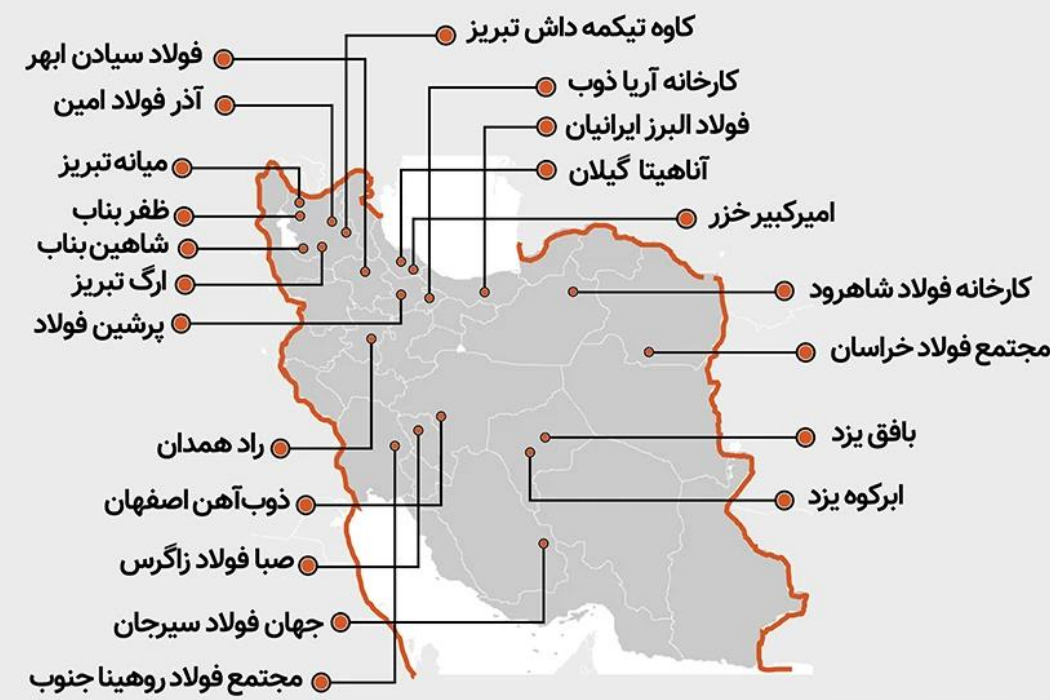 کاوه تیکمه داش تبریز
فولاد سیادن ابهر
کارخانه آریا ذوب
آذر فولاد امین
فولاد البرز ایرانیان
میانه تبریز
آناهیتا گیلان
ظفر بناب
امیرکبیر خزر
شاهین بناب
ارگ تبریز
کارخانه فولاد شاهرود
پرشین فولاد
مجتمع فولاد خراسان
بافق یزد
راد همدان
ابرکوه یزد
ذوب‌آهن اصفهان
صبا فولاد زاگرس
جهان فولاد سیرجان
مجتمع فولاد روهینا جنوب